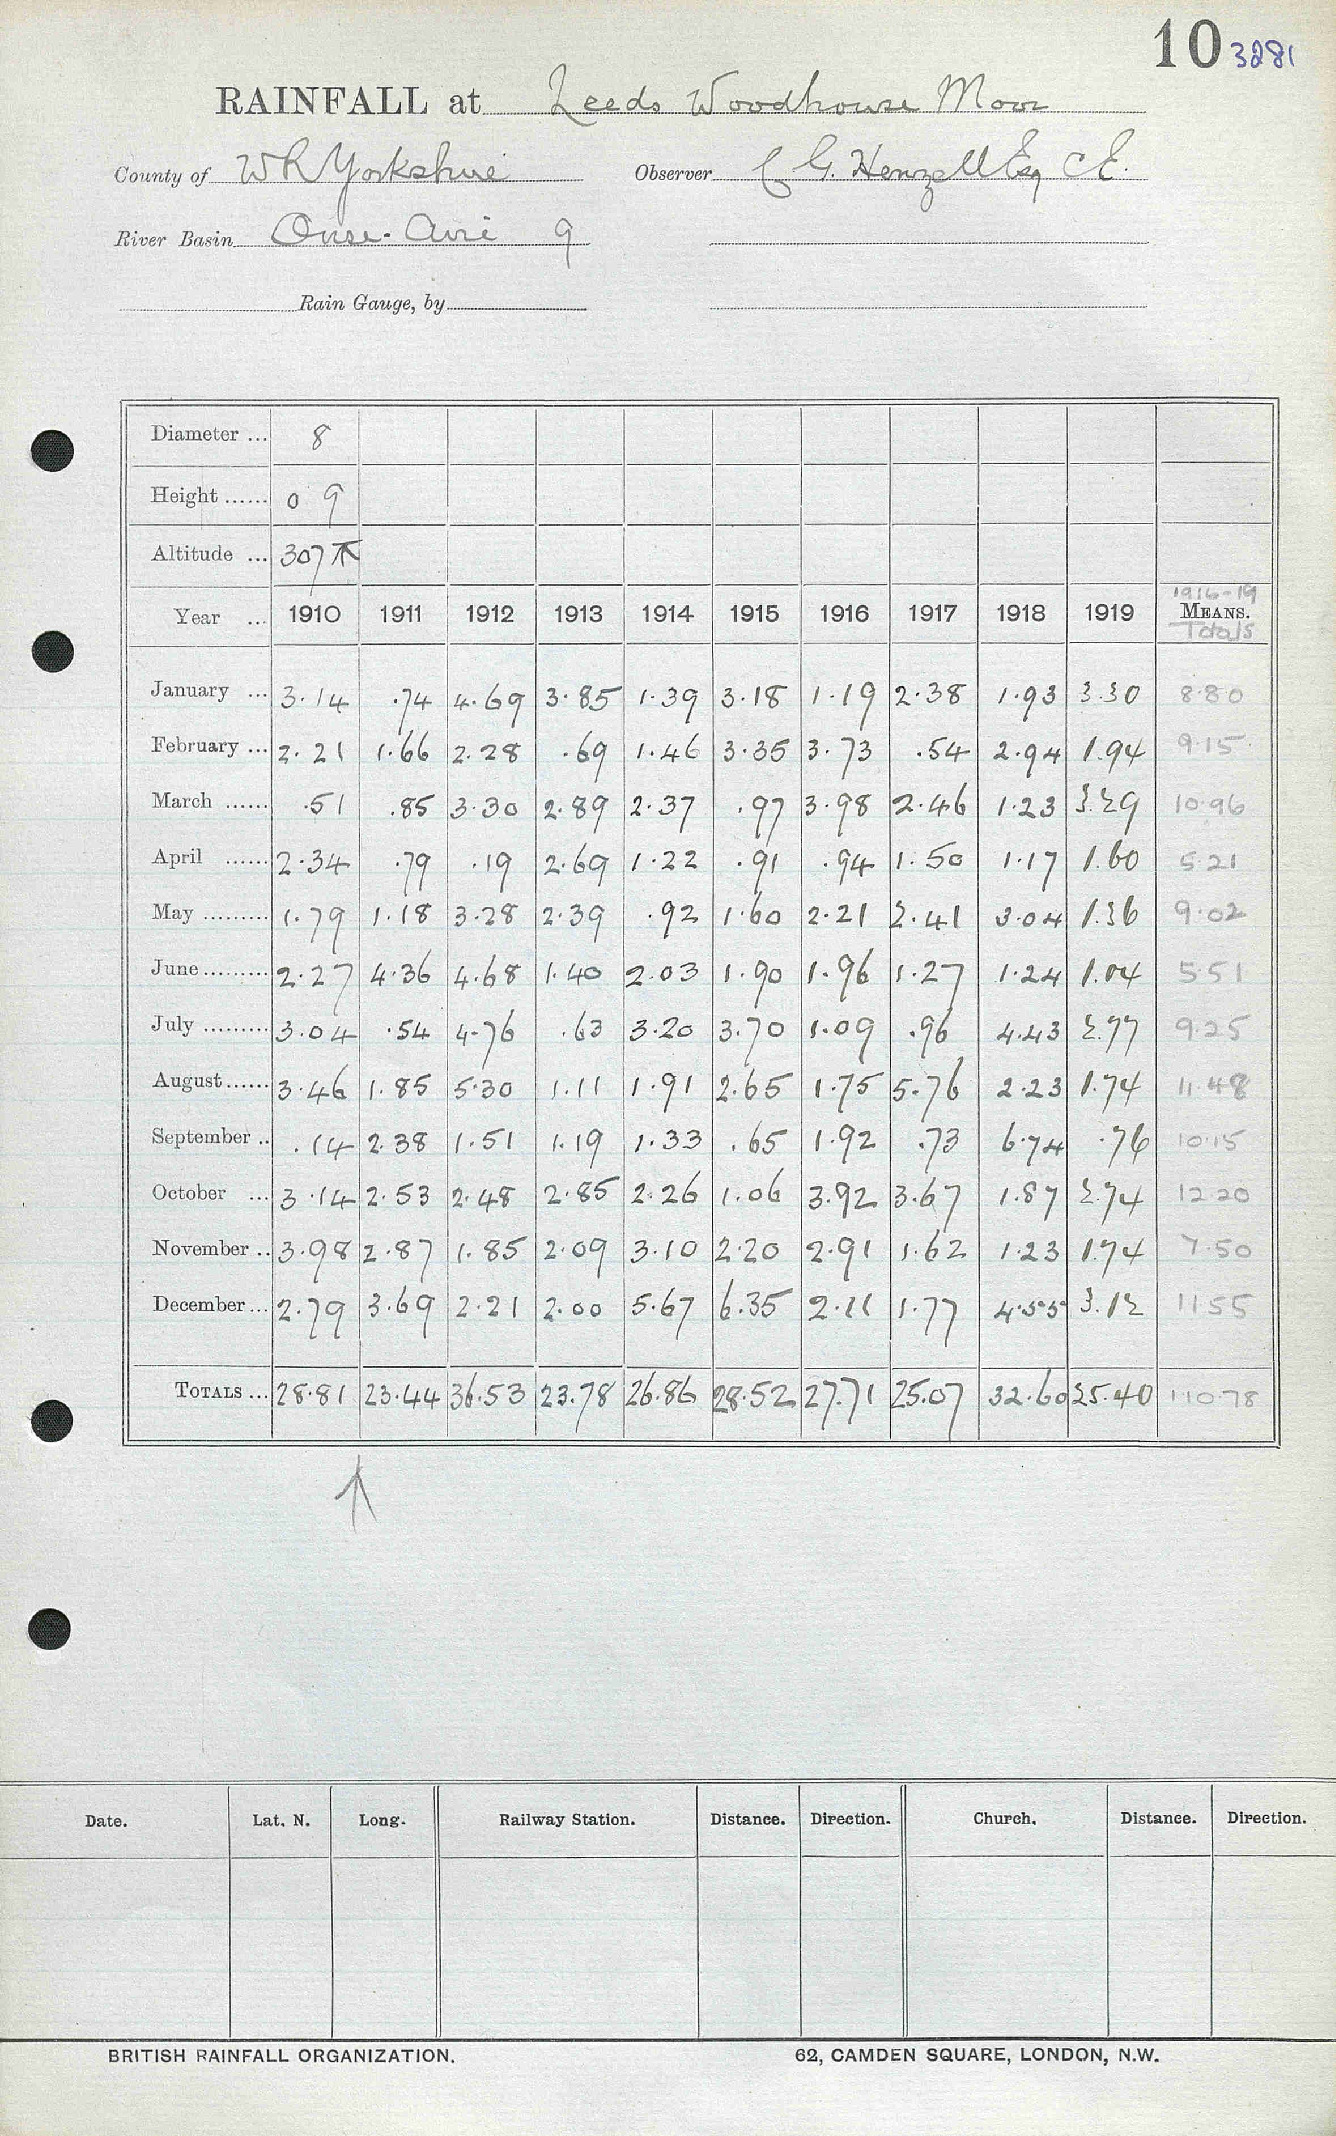 10 3281
RAINFALL at Leeds Woodhouse Moor
County of W R Yorkshire Observer C G. Henzell Esq C E.
River Basin Ouse - Aire 9
Rain Gauge, by
Diameter ... 8
Height ...... 0 9
Altitude ... 307
1916-19
Year ... 1910 1911 1912 1913 1914 1915 1916 1917 1918 1919 MEANS.
Totals
January ... 3.14 .74 4.69 3.85 1.39 3.18 1.19 2.38 1.93 3.30 8.80
February ... 2.21 1.66 2.28 .69 1.46 3.35 3.73 .54 2.94 1.94 9.15
March ...... .51 .85 3.30 2.89 2.37 .97 3.98 2.46 1.23 3.29 10.96
April ...... 2.34 .79 .19 2.69 1.22 .91 .94 1.50 1.17 1.60 5.21
May ......... 1.79 1.18 3.28 2.39 .92 1.60 2.21 2.41 3.04 1.36 9.02
June ......... 2.27 4.36 4.68 1.40 2.03 1.90 1.96 1.27 1.24 1.04 5.51
July ......... 3.04 .54 4.76 .63 3.20 3.70 1.09 .96 4.43 2.77 9.25
August ...... 3.46 1.85 5.30 1.11 1.91 2.65 1.75 5.76 2.23 1.74 11.48
September .. .14 2.38 1.51 1.19 1.33 .65 1.92 .73 6.74 .76 10.15
October ... 3.14 2.53 2.48 2.85 2.26 1.06 3.92 3.67 1.87 2.74 12.20
November .. 3.98 2.87 1.85 2.09 3.10 2.20 2.91 1.62 1.23 1.74 7.50
December ... 2.79 3.69 2.21 2.00 5.67 6.35 2.11 1.77 4.55 3.12 11.55
TOTALS ... 28.81 23.44 36.53 23.78 26.86 28.52 27.71 25.07 32.60 25.40 110.78
Date. Lat. N. Long. Railway Station. Distance. Direction. Church. Distance. Direction.
BRITISH RAINFALL ORGANIZATION. 62, CAMDEN SQUARE, LONDON, N.W.